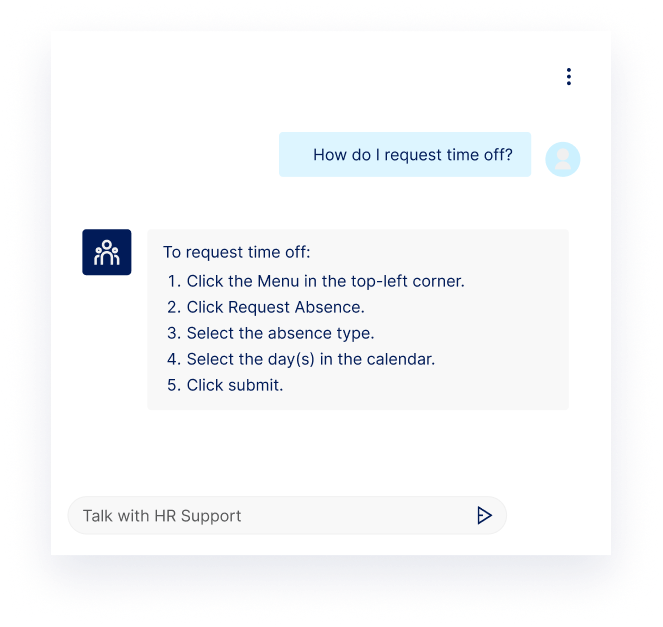 How do I request time off?
To request time off:
1. Click the Menu in the top-left corner.
2. Click Request Absence.
3. Select the absence type.
4. Select the day(s) in the calendar.
5. Click submit.
Talk with HR Support